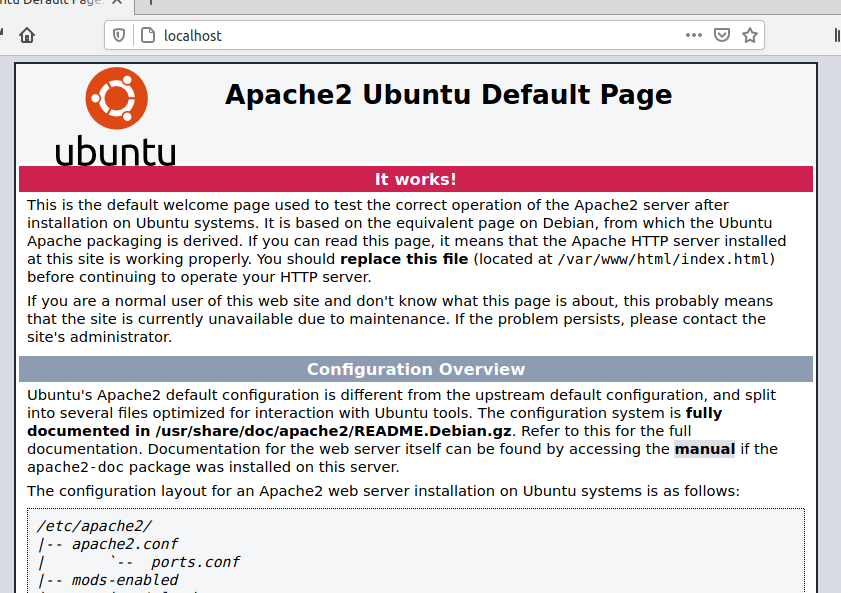 localhost
ubuntu
Apache2 Ubuntu Default Page
It works!
This is the default welcome page used to test the correct operation of the Apache2 server after
installation on Ubuntu systems. It is based on the equivalent page on Debian, from which the Ubuntu
Apache packaging is derived. If you can read this page, it means that the Apache HTTP server installed
at this site is working properly. You should replace this file (located at /var/www/html/index.html)
before continuing to operate your HTTP server.
If you are a normal user of this web site and don't know what this page is about, this probably means
that the site is currently unavailable due to maintenance. If the problem persists, please contact the
site's administrator.
Configuration Overview
Ubuntu's Apache2 default configuration is different from the upstream default configuration, and split
into several files optimized for interaction with Ubuntu tools. The configuration system is fully
documented in /usr/share/doc/apache2/README.Debian.gz. Refer to this for the full
documentation. Documentation for the web server itself can be found by accessing the manual if the
apache2-doc package was installed on this server.
The configuration layout for an Apache2 web server installation on Ubuntu systems is as follows:
/etc/apache2/
|-- apache2.conf
|       `--  ports.conf
|-- mods-enabled